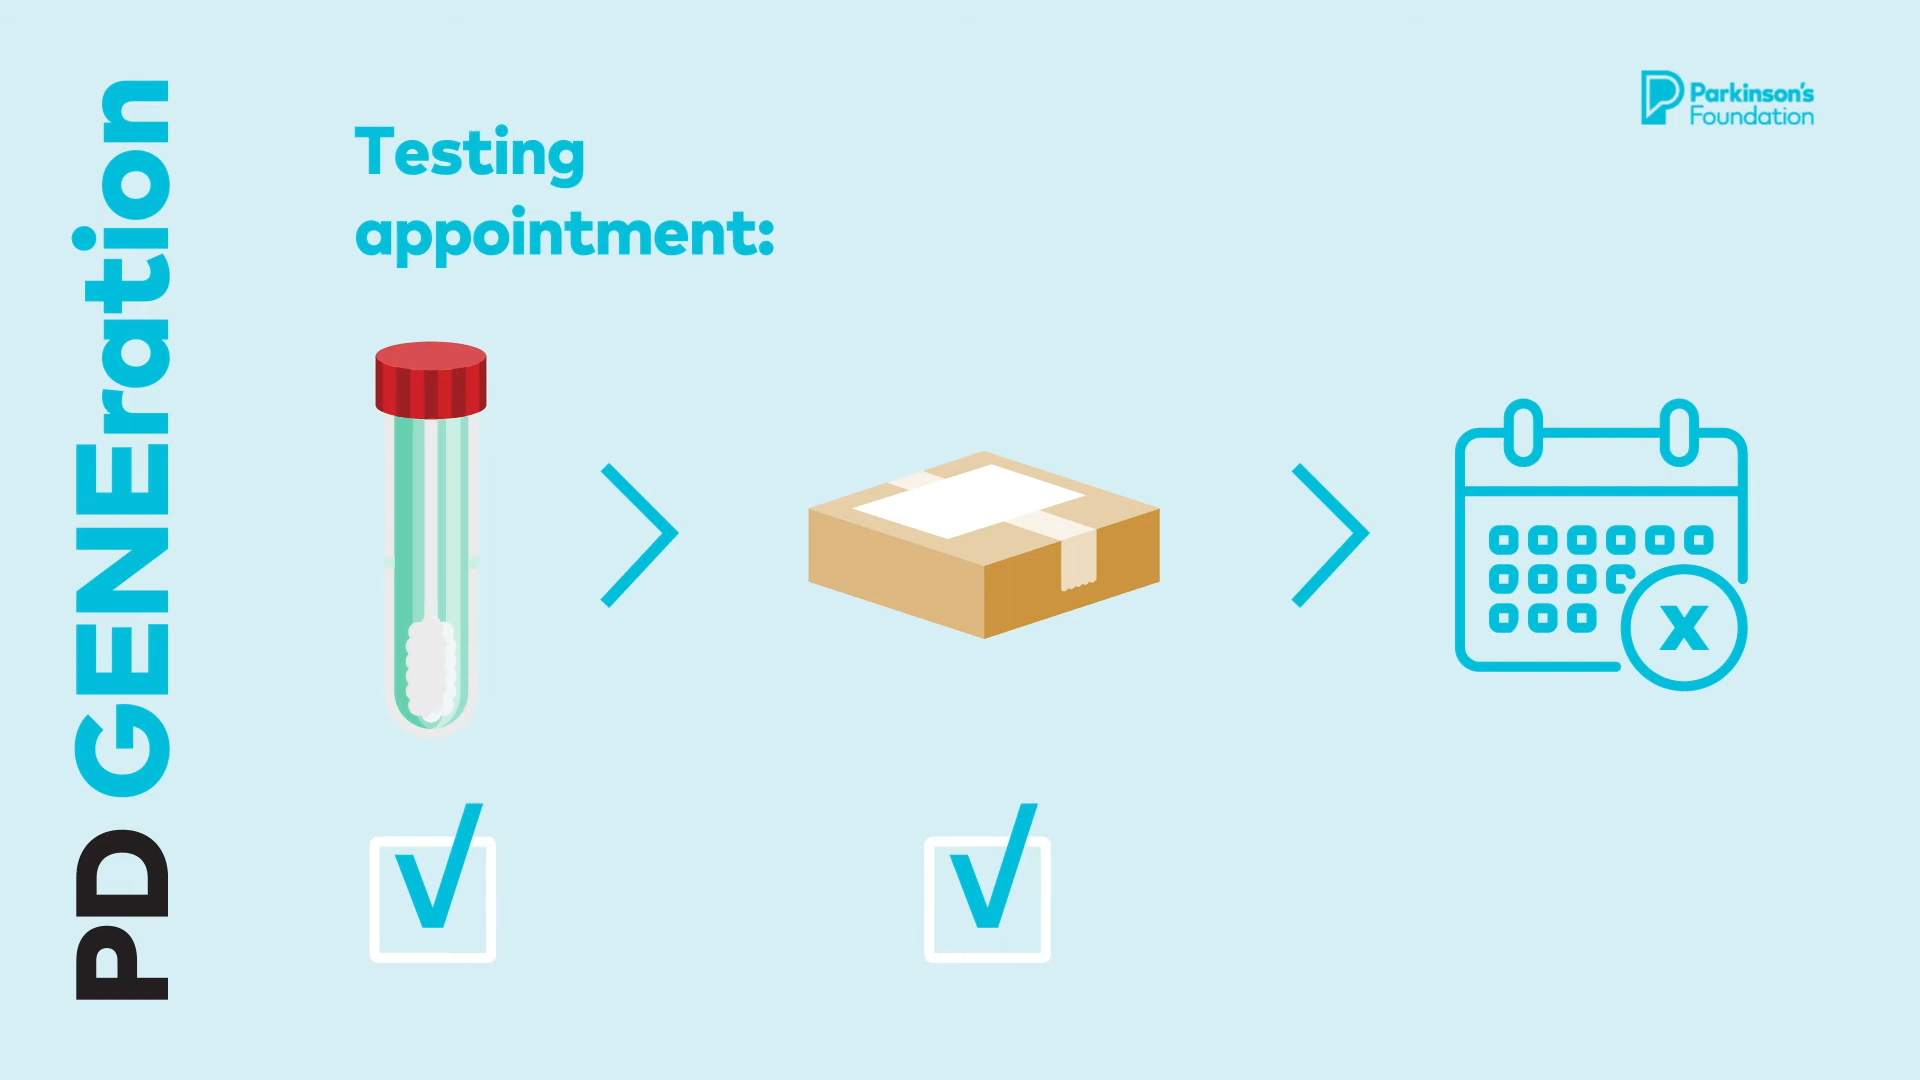 PD GENEration
Testing
appointment:
Parkinson's
Foundation
x